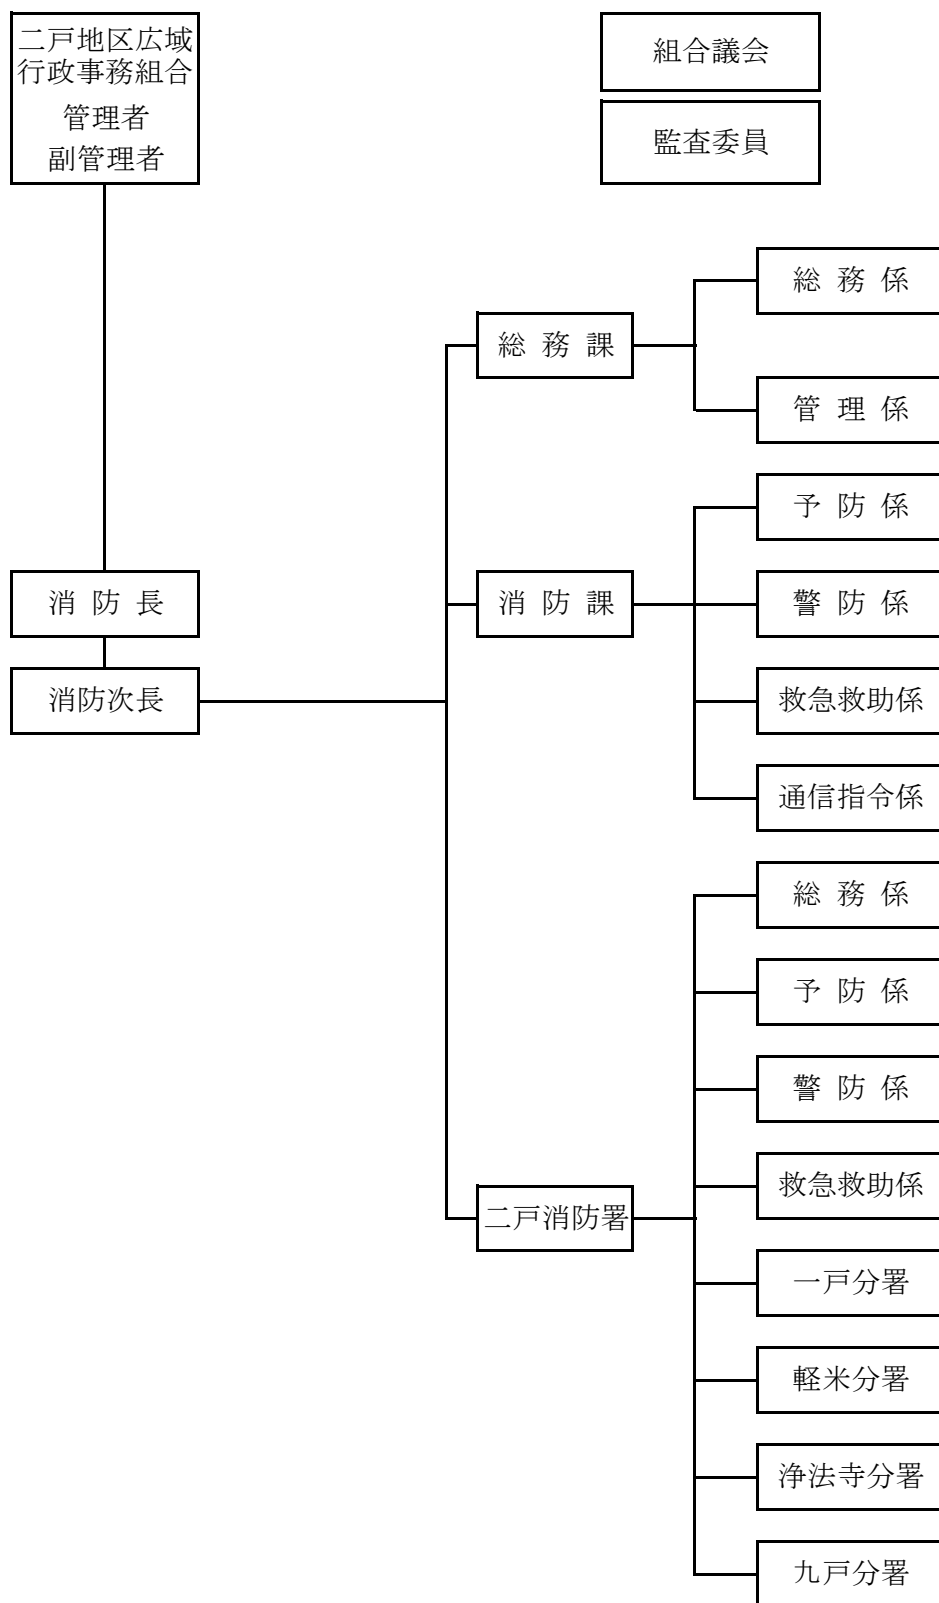 二戸地区広域
行政事務組合
管理者
副管理者
組合議会
監査委員
消防長
消防次長
総務課
総務係
管理係
消防課
予防係
警防係
救急救助係
通信指令係
二戸消防署
総務係
予防係
警防係
救急救助係
一戸分署
軽米分署
浄法寺分署
九戸分署